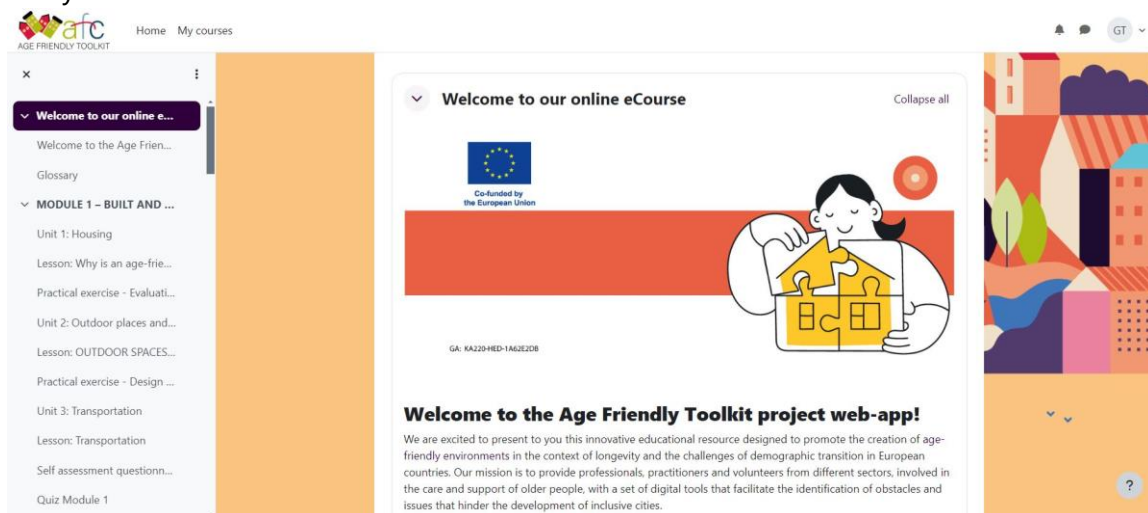 afc
AGE FRIENDLY TOOLKIT
Home My courses
GT
Welcome to our online e...
Welcome to the Age Frien...
Glossary
MODULE 1 – BUILT AND ...
Unit 1: Housing
Lesson: Why is an age-frie...
Practical exercise - Evaluati...
Unit 2: Outdoor places and...
Lesson: OUTDOOR SPACES...
Practical exercise - Design ...
Unit 3: Transportation
Lesson: Transportation
Self assessment questionn...
Quiz Module 1
Welcome to our online eCourse
Collapse all
Co-funded by
the European Union
GA: KA220-HED-1A62E2DB
Welcome to the Age Friendly Toolkit project web-app!
We are excited to present to you this innovative educational resource designed to promote the creation of age-
friendly environments in the context of longevity and the challenges of demographic transition in European
countries. Our mission is to provide professionals, practitioners and volunteers from different sectors, involved in
the care and support of older people, with a set of digital tools that facilitate the identification of obstacles and
issues that hinder the development of inclusive cities.
?